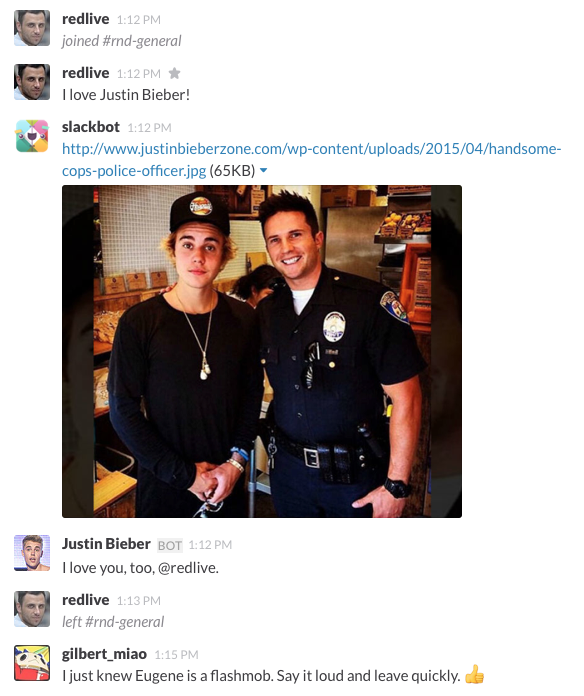 redlive 1:12 PM
joined #rnd-general
redlive 1:12 PM
I love Justin Bieber!
slackbot 1:12 PM
http://www.justinbieberzone.com/wp-content/uploads/2015/04/handsome-
cops-police-officer.jpg (65KB)
Justin Bieber BOT 1:12 PM
I love you, too, @redlive.
redlive 1:13 PM
left #rnd-general
gilbert_miao 1:15 PM
I just knew Eugene is a flashmob. Say it loud and leave quickly.